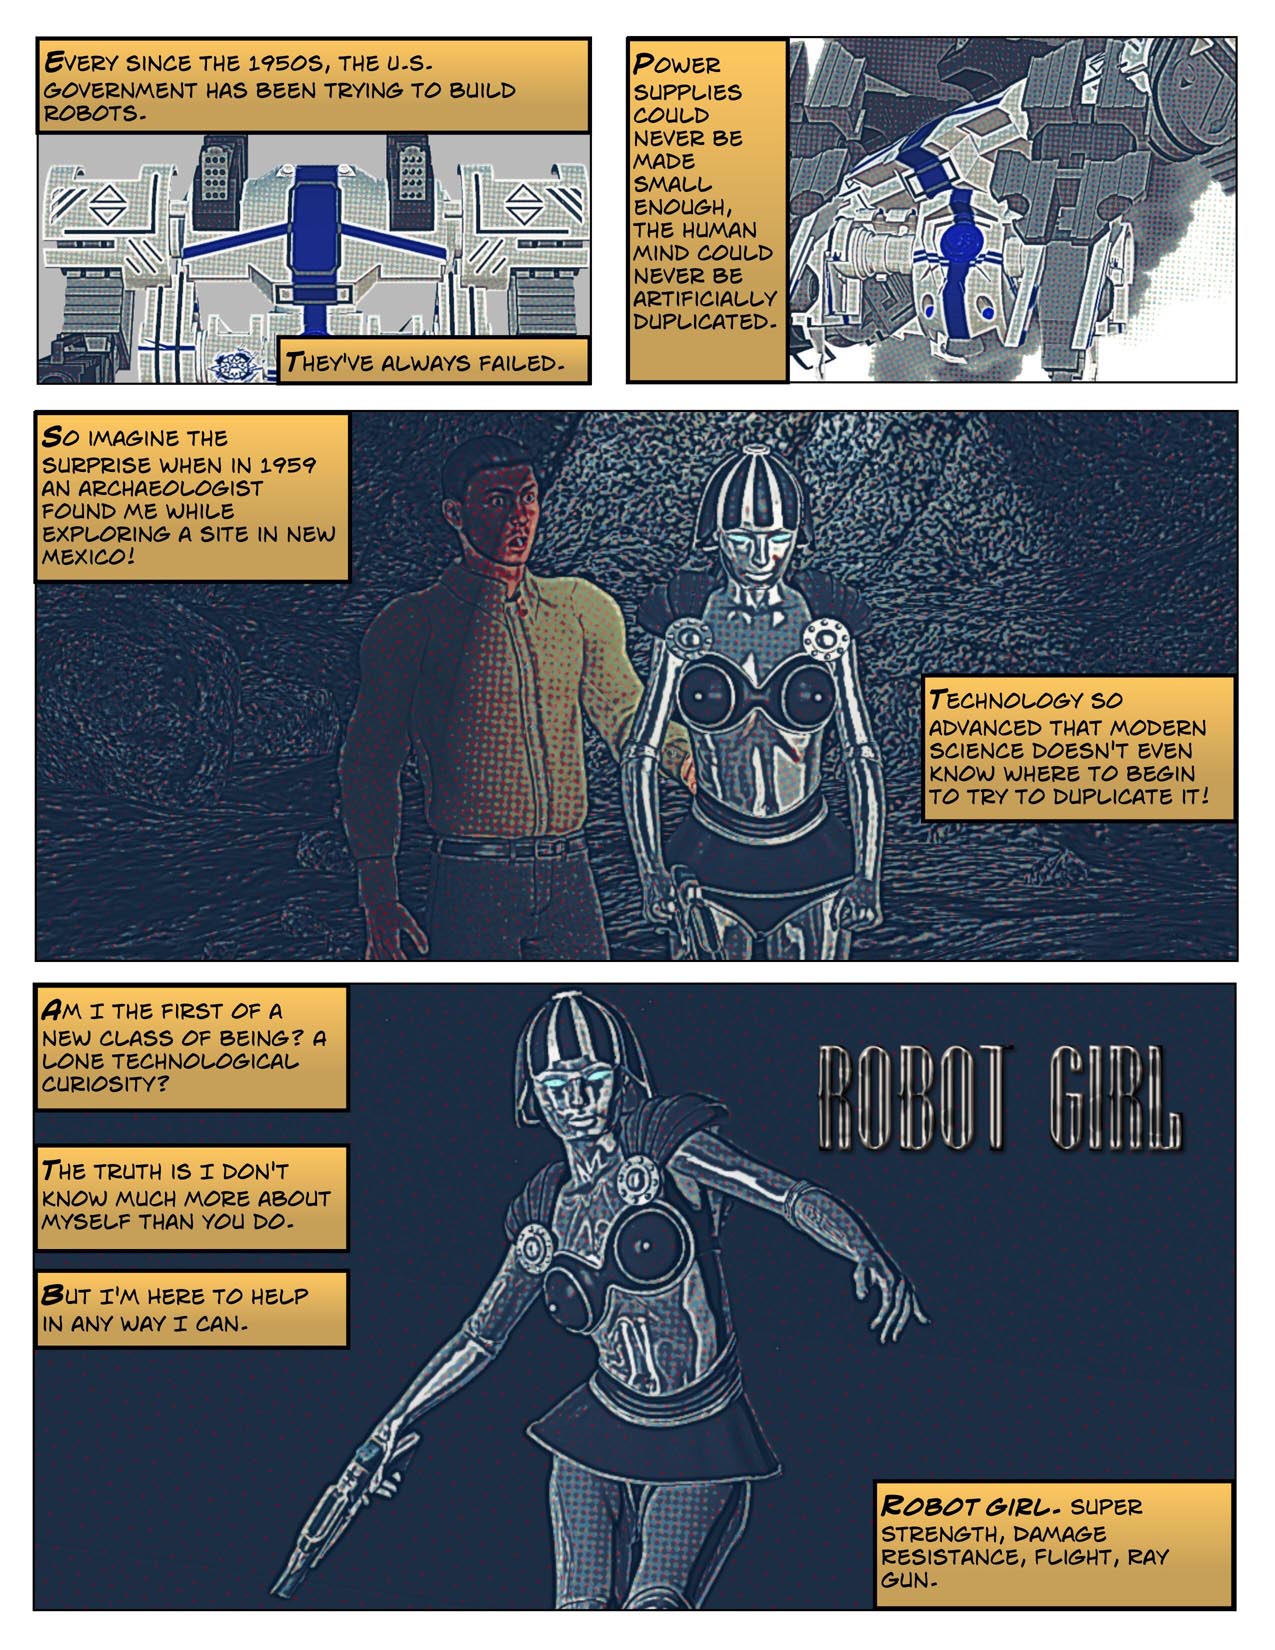 EVERY SINCE THE 1950S, THE U.S.
GOVERNMENT HAS BEEN TRYING TO BUILD
ROBOTS.
THEY'VE ALWAYS FAILED.
POWER
SUPPLIES
COULD
NEVER BE
MADE
SMALL
ENOUGH,
THE HUMAN
MIND COULD
NEVER BE
ARTIFICIALLY
DUPLICATED.
SO IMAGINE THE
SURPRISE WHEN IN 1959
AN ARCHAEOLOGIST
FOUND ME WHILE
EXPLORING A SITE IN NEW
MEXICO!
TECHNOLOGY SO
ADVANCED THAT MODERN
SCIENCE DOESN'T EVEN
KNOW WHERE TO BEGIN
TO TRY TO DUPLICATE IT!
AM I THE FIRST OF A
NEW CLASS OF BEING? A
LONE TECHNOLOGICAL
CURIOSITY?
THE TRUTH IS I DON'T
KNOW MUCH MORE ABOUT
MYSELF THAN YOU DO.
BUT I'M HERE TO HELP
IN ANY WAY I CAN.
ROBOT GIRL
ROBOT GIRL. SUPER
STRENGTH, DAMAGE
RESISTANCE, FLIGHT, RAY
GUN.